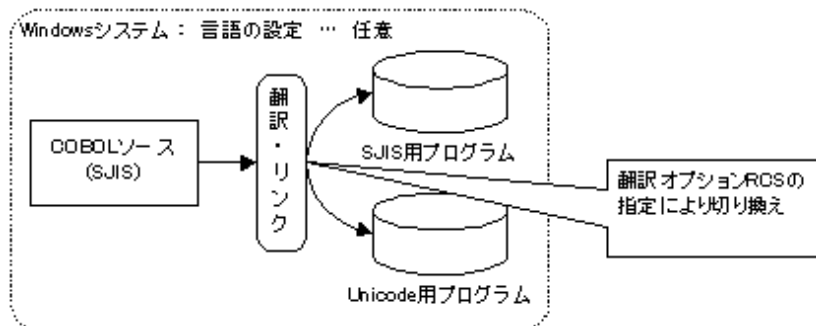 Windowsシステム： 言語の設定 … 任意
COBOLソース
(SJIS)
翻訳・リンク
SJIS用プログラム
Unicode用プログラム
翻訳オプションRCSの
指定により切り換え